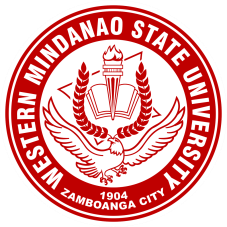 WESTERN MINDANAO STATE UNIVERSITY
1904
ZAMBOANGA CITY